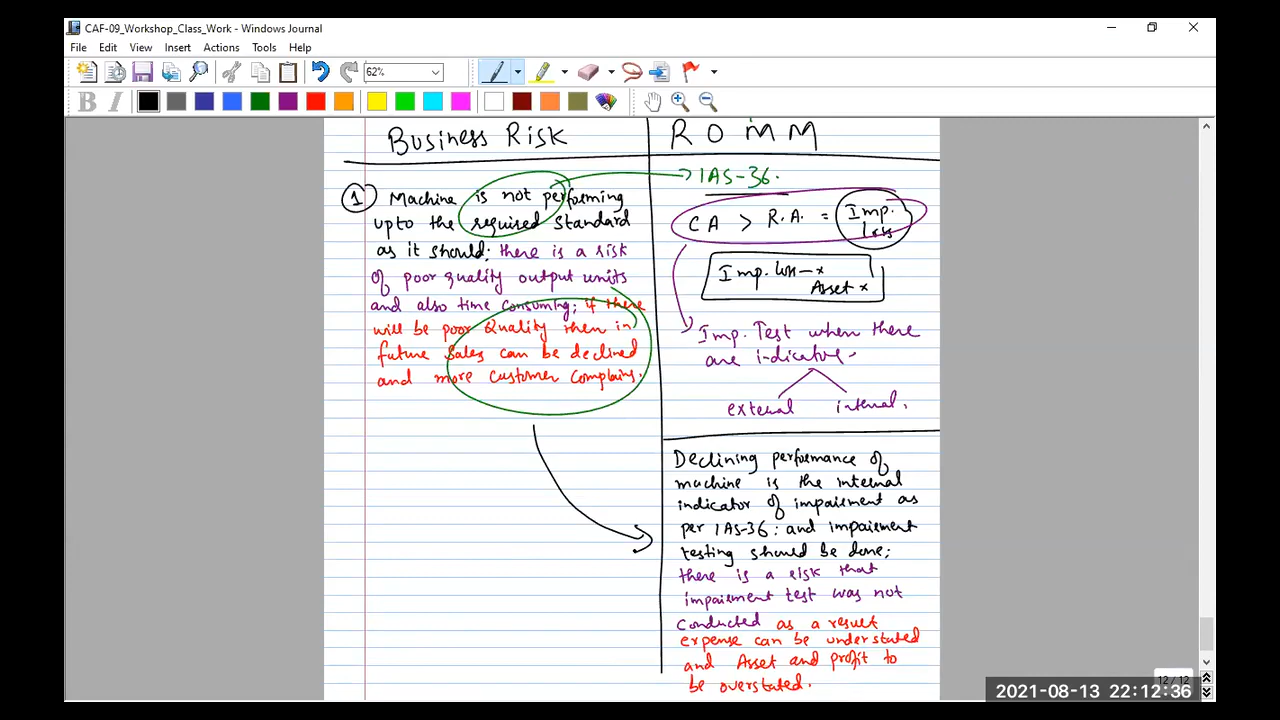 CAF-09_Workshop_Class_Work - Windows Journal
File Edit View Insert Actions Tools Help
62%
B I
Business Risk
ROMM
① Machine is not performing
upto the required standard
as it should; there is a risk
of poor quality output units
and also time consuming; if there
will be poor Quality then in
future Sales can be declined
and more Customer Complains.
IAS-36.
CA > R.A. = Imp.
loss
Imp. loss - x
Asset x
Imp. Test when there
are indicators
external internal.
Declining performance of
machine is the internal
indicator of impairment as
per IAS-36: and impairment
testing should be done;
there is a risk that
impairment test was not
conducted as a result
expense can be understated
and Asset and profit to
be overstated.
12 / 12
2021-08-13 22:12:36